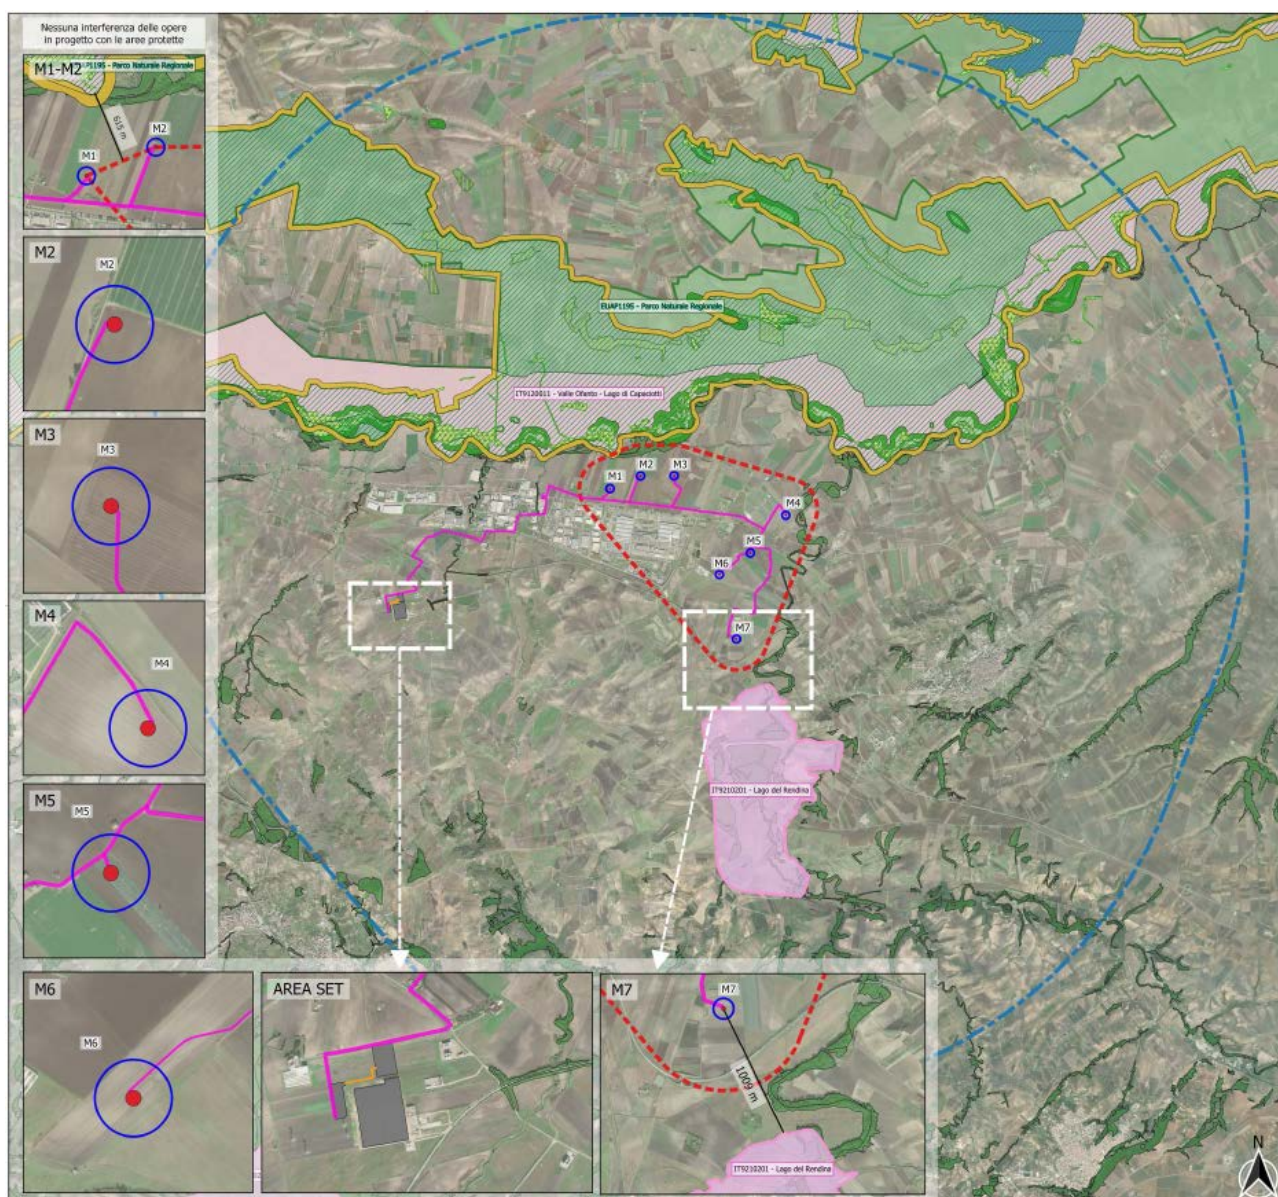 Nessuna interferenza delle opere
in progetto con le aree protette
M1-M2
AP1195 - Parco Naturale Regionale
615 m
M2
M1
M2
M2
M3
M3
M4
M4
M5
M5
EUAP1195 - Parco Naturale Regionale
IT9120011 - Valle Ofanto - Lago di Capaciotti
M1
M2
M3
M4
M5
M6
M7
IT9210201 - Lago del Rendina
M6
M6
AREA SET
M7
M7
1009 m
IT9210201 - Lago del Rendina
N